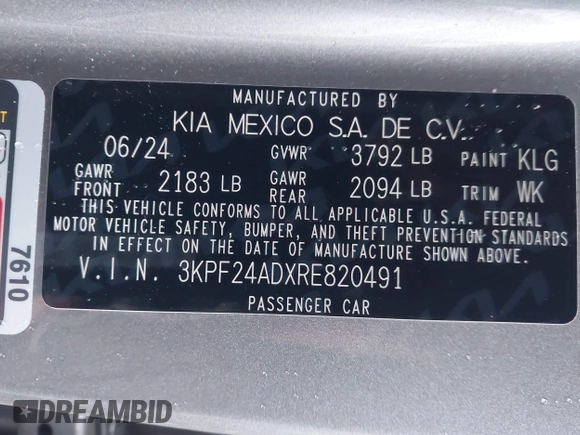 MANUFACTURED BY
KIA MEXICO S.A. DE C.V.
06/24 GVWR 3792 LB PAINT KLG
GAWR FRONT 2183 LB GAWR REAR 2094 LB TRIM WK
THIS VEHICLE CONFORMS TO ALL APPLICABLE U.S.A. FEDERAL
MOTOR VEHICLE SAFETY, BUMPER, AND THEFT PREVENTION STANDARDS
IN EFFECT ON THE DATE OF MANUFACTURE SHOWN ABOVE.
V.I.N. 3KPF24ADXRE820491
PASSENGER CAR
7610
DREAMBID